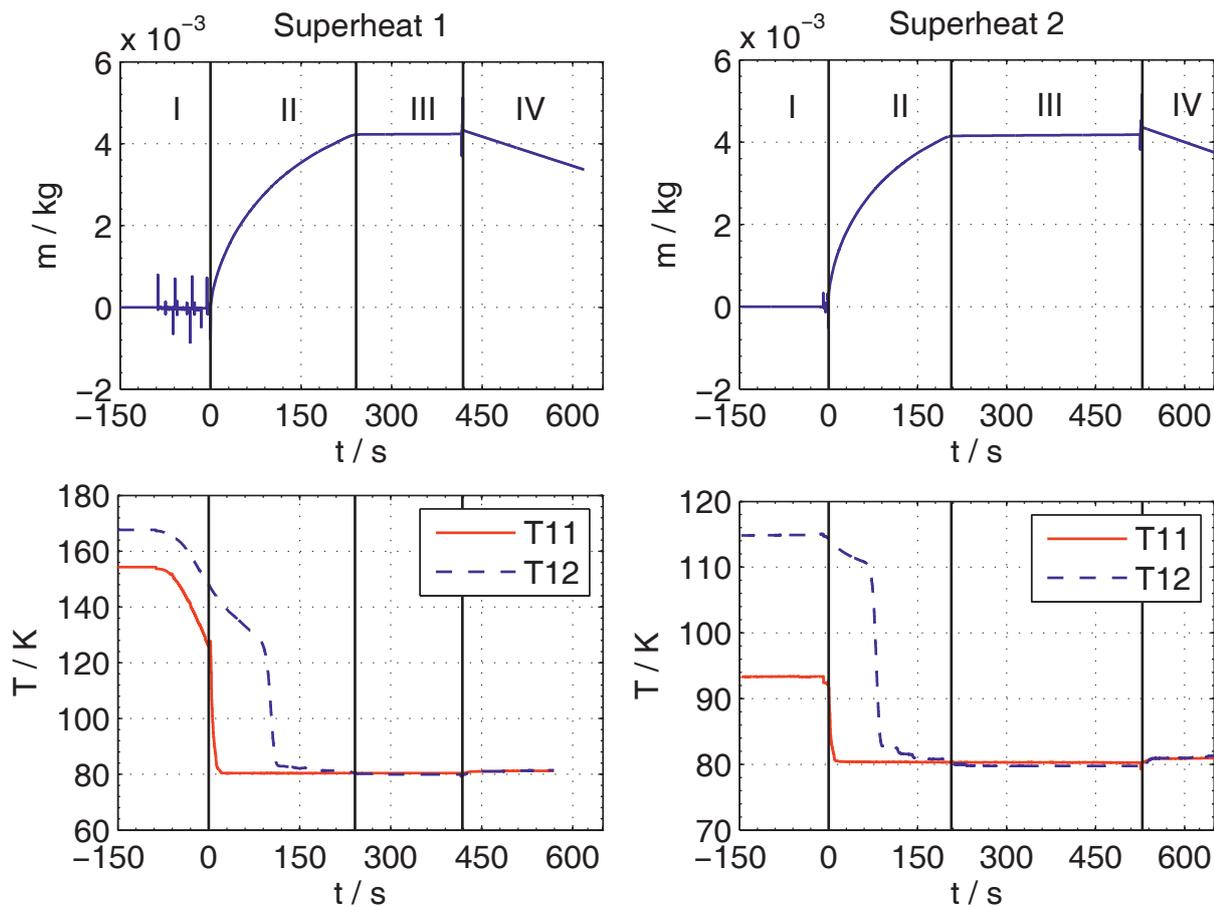 Superheat 1
x 10−3
6
4
2
0
−2
m / kg
I
II
III
IV
−150 0 150 300 450 600
t / s
Superheat 2
x 10−3
6
4
2
0
−2
m / kg
I
II
III
IV
−150 0 150 300 450 600
t / s
180
160
140
120
100
80
60
T / K
T11
T12
−150 0 150 300 450 600
t / s
120
110
100
90
80
70
T / K
T11
T12
−150 0 150 300 450 600
t / s